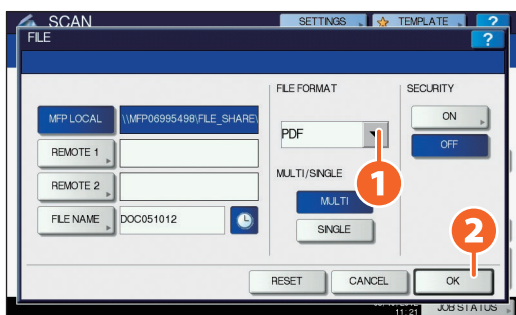 SCAN
SETTINGS
TEMPLATE
?
FILE
?
FILE FORMAT
SECURITY
MFP LOCAL
\\MFP06995498\FILE_SHARE\
PDF
ON
OFF
REMOTE 1
1
MULTI/SINGLE
REMOTE 2
MULTI
FILE NAME
DOC051012
SINGLE
2
RESET
CANCEL
OK
11:21
JOB STATUS